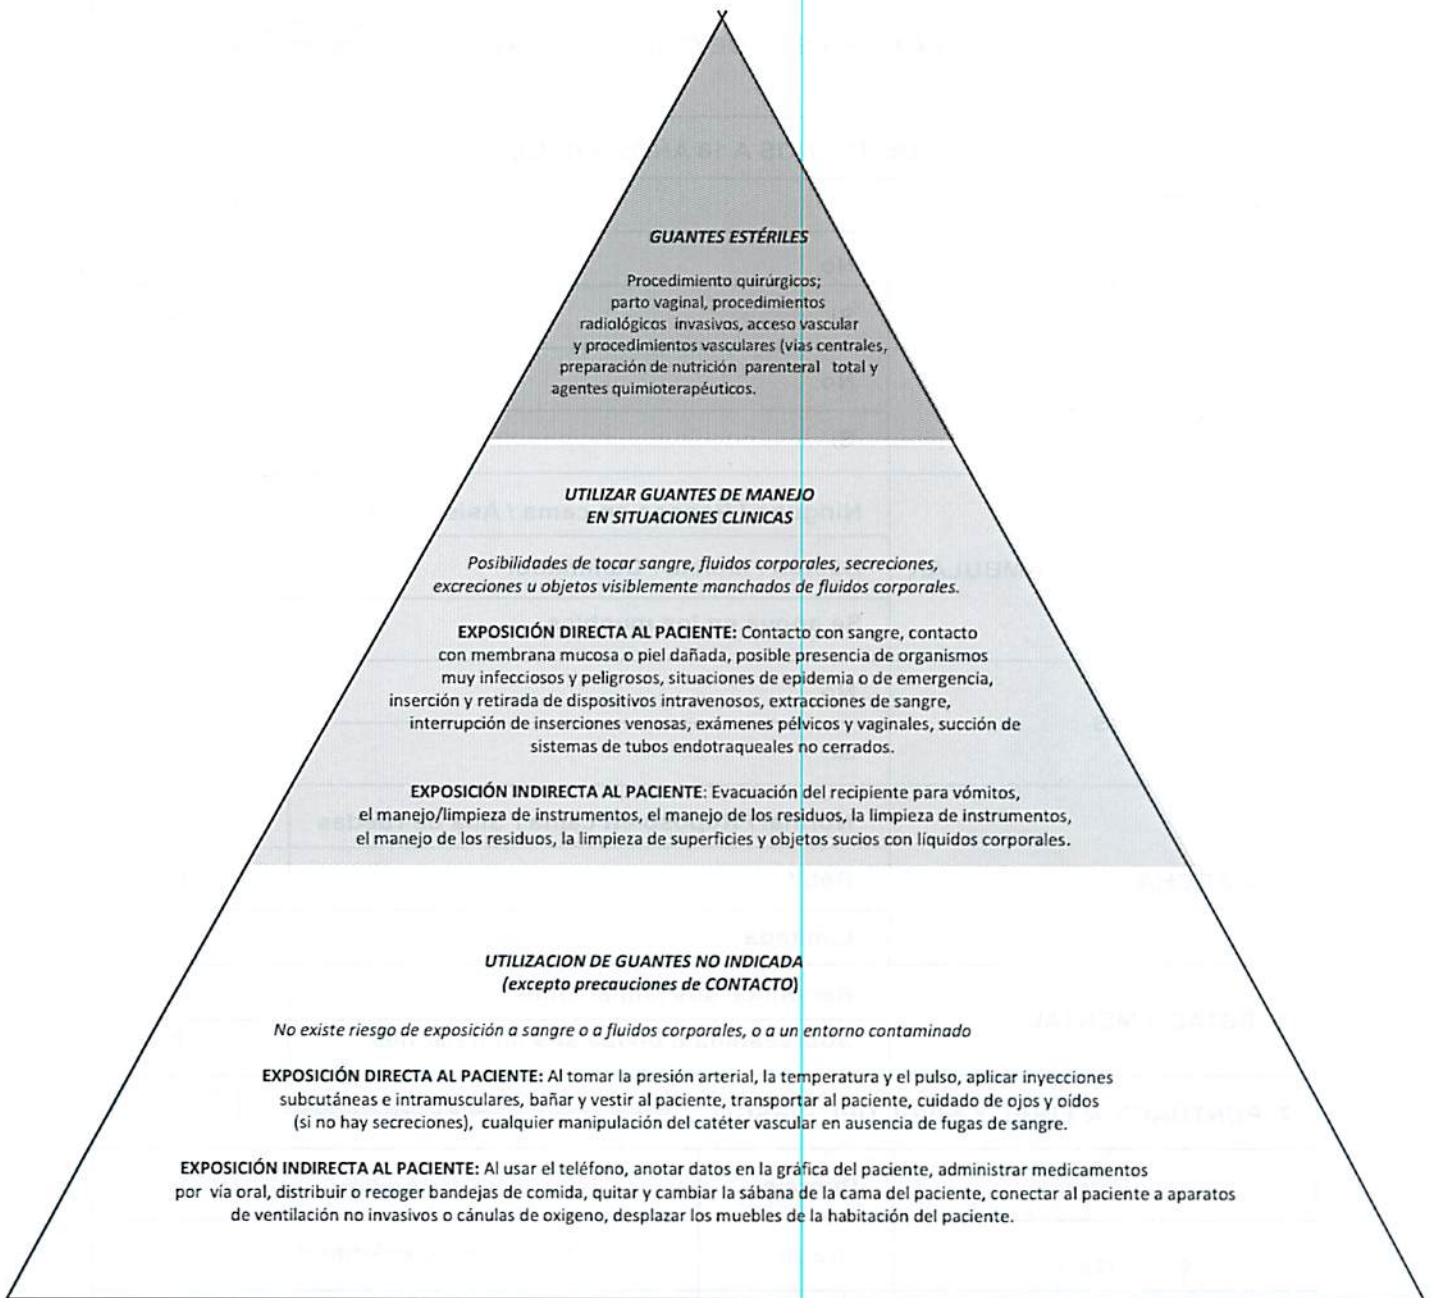 GUANTES ESTÉRILES
Procedimiento quirúrgicos;
parto vaginal, procedimientos
radiológicos invasivos, acceso vascular
y procedimientos vasculares (vías centrales,
preparación de nutrición parenteral total y
agentes quimioterapéuticos.
UTILIZAR GUANTES DE MANEJO
EN SITUACIONES CLINICAS
Posibilidades de tocar sangre, fluidos corporales, secreciones,
excreciones u objetos visiblemente manchados de fluidos corporales.
EXPOSICIÓN DIRECTA AL PACIENTE: Contacto con sangre, contacto
con membrana mucosa o piel dañada, posible presencia de organismos
muy infecciosos y peligrosos, situaciones de epidemia o de emergencia,
inserción y retirada de dispositivos intravenosos, extracciones de sangre,
interrupción de inserciones venosas, exámenes pélvicos y vaginales, succión de
sistemas de tubos endotraqueales no cerrados.
EXPOSICIÓN INDIRECTA AL PACIENTE: Evacuación del recipiente para vómitos,
el manejo/limpieza de instrumentos, el manejo de los residuos, la limpieza de instrumentos,
el manejo de los residuos, la limpieza de superficies y objetos sucios con líquidos corporales.
UTILIZACION DE GUANTES NO INDICADA
(excepto precauciones de CONTACTO)
No existe riesgo de exposición a sangre o a fluidos corporales, o a un entorno contaminado
EXPOSICIÓN DIRECTA AL PACIENTE: Al tomar la presión arterial, la temperatura y el pulso, aplicar inyecciones
subcutáneas e intramusculares, bañar y vestir al paciente, transportar al paciente, cuidado de ojos y oídos
(si no hay secreciones), cualquier manipulación del catéter vascular en ausencia de fugas de sangre.
EXPOSICIÓN INDIRECTA AL PACIENTE: Al usar el teléfono, anotar datos en la gráfica del paciente, administrar medicamentos
por vía oral, distribuir o recoger bandejas de comida, quitar y cambiar la sábana de la cama del paciente, conectar al paciente a aparatos
de ventilación no invasivos o cánulas de oxigeno, desplazar los muebles de la habitación del paciente.